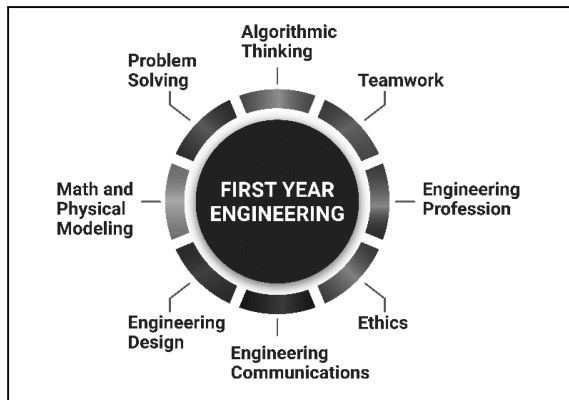 Algorithmic
Thinking
Problem
Solving
Teamwork
Math and
Physical
Modeling
FIRST YEAR
ENGINEERING
Engineering
Profession
Engineering
Design
Ethics
Engineering
Communications